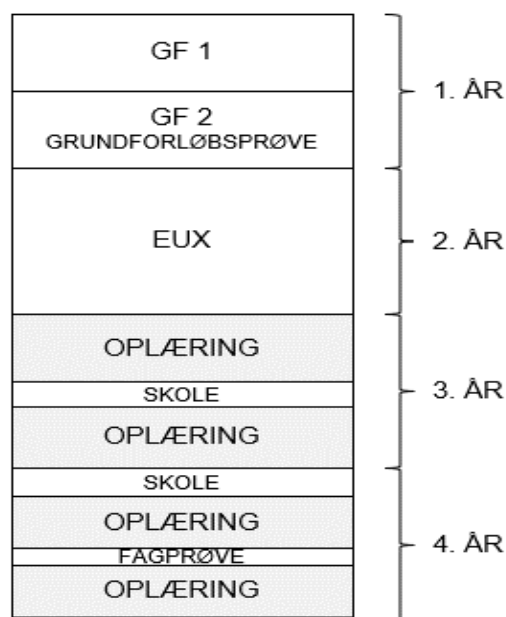 GF 1
GF 2
GRUNDFORLØBSPRØVE
1. ÅR
EUX
2. ÅR
OPLÆRING
SKOLE
OPLÆRING
3. ÅR
SKOLE
OPLÆRING
FAGPRØVE
OPLÆRING
4. ÅR